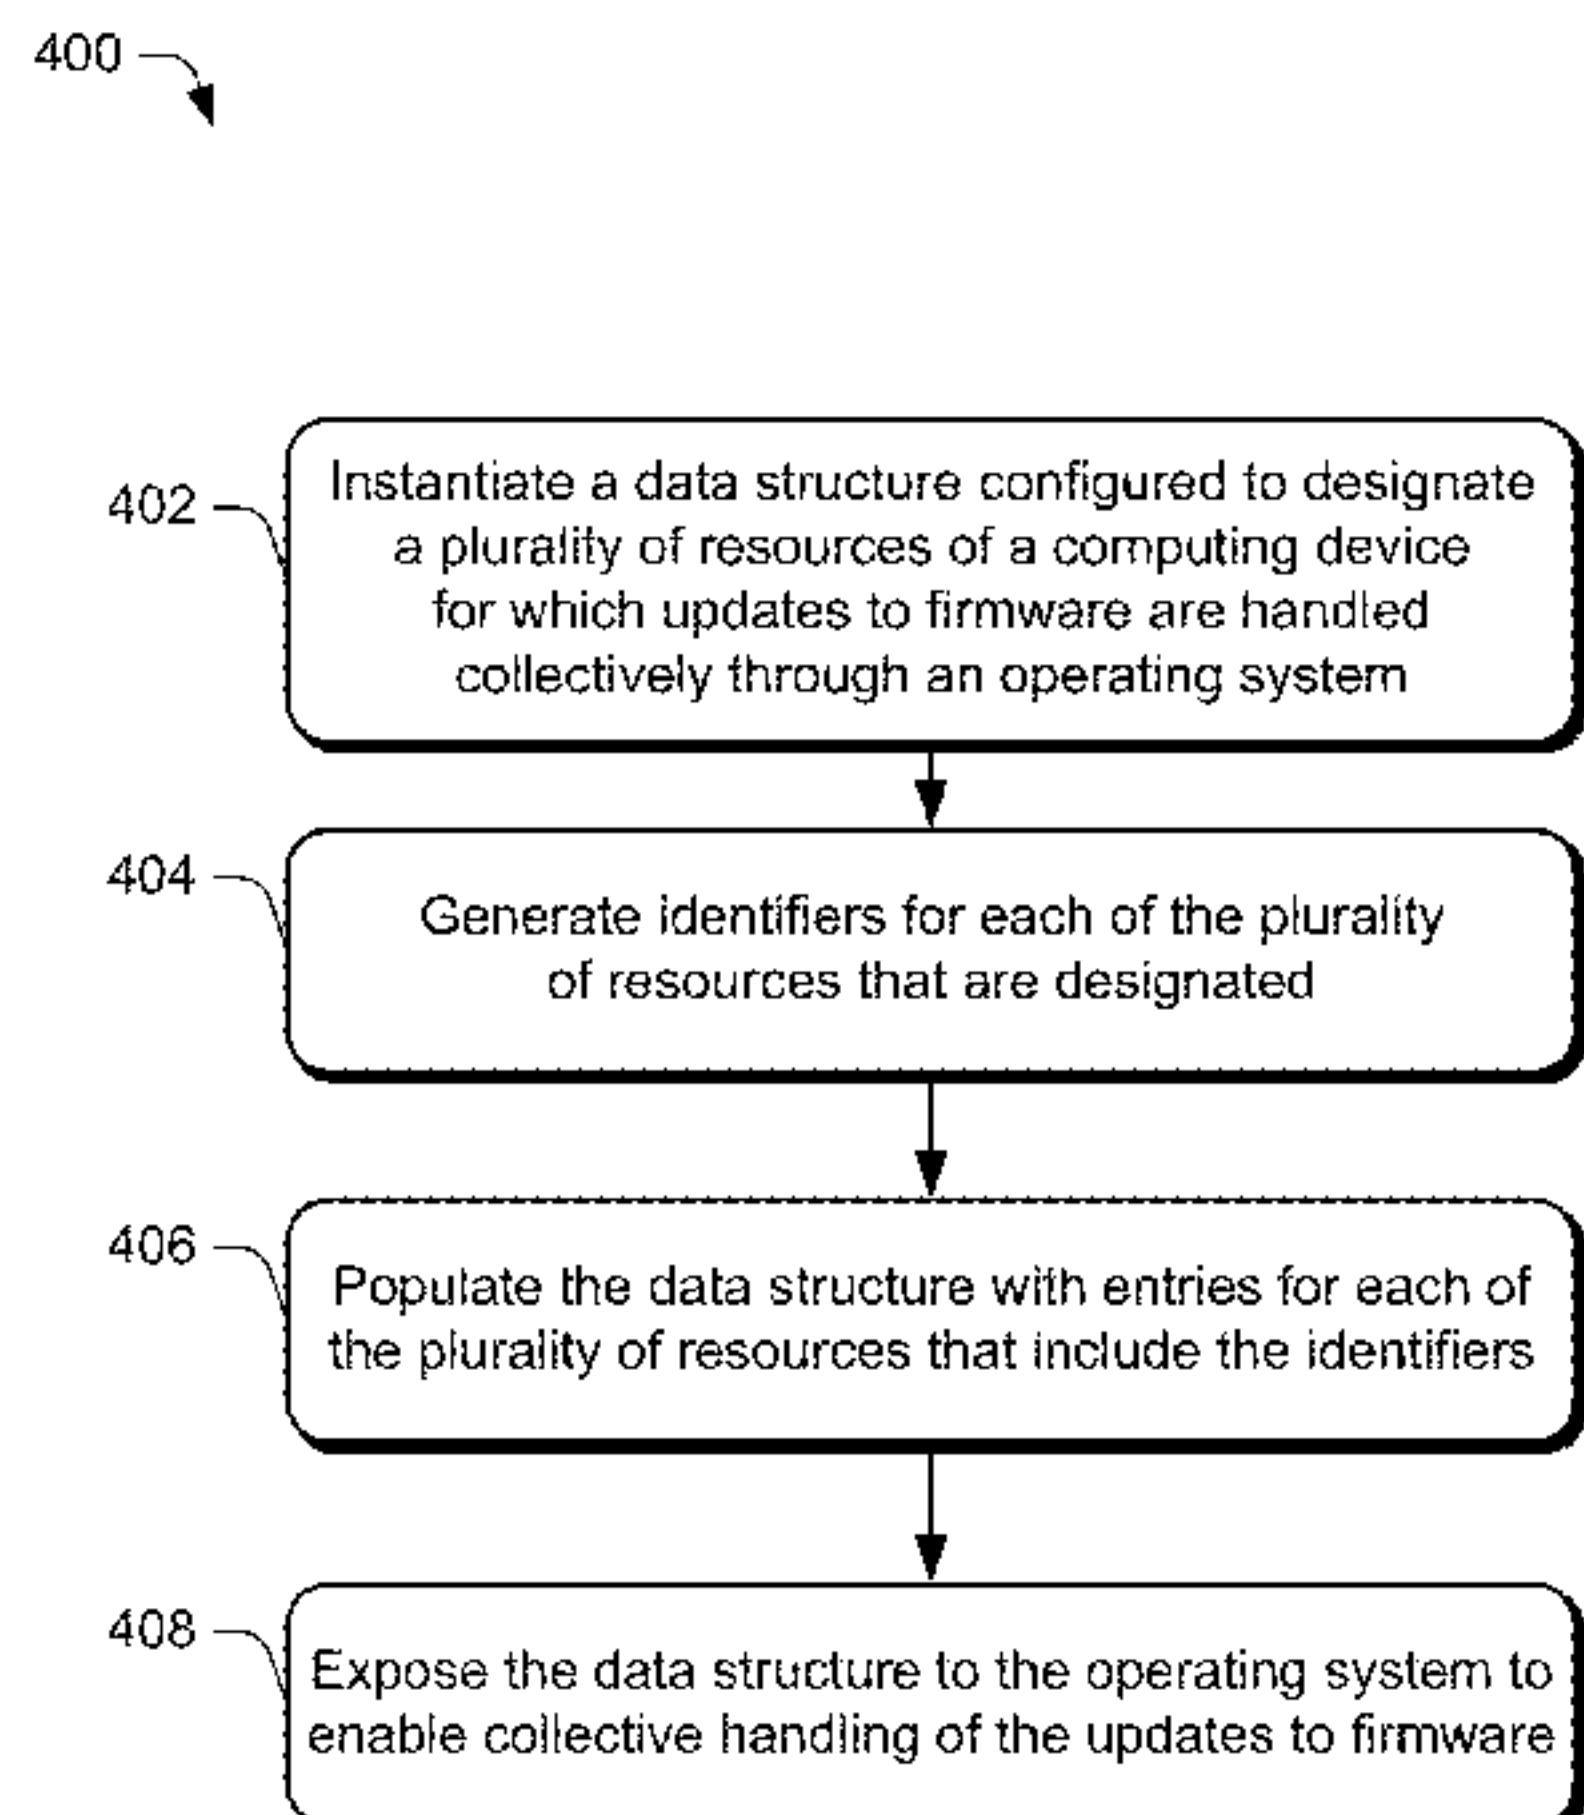 400
402
Instantiate a data structure configured to designate
a plurality of resources of a computing device
for which updates to firmware are handled
collectively through an operating system
404
Generate identifiers for each of the plurality
of resources that are designated
406
Populate the data structure with entries for each of
the plurality of resources that include the identifiers
408
Expose the data structure to the operating system to
enable collective handling of the updates to firmware